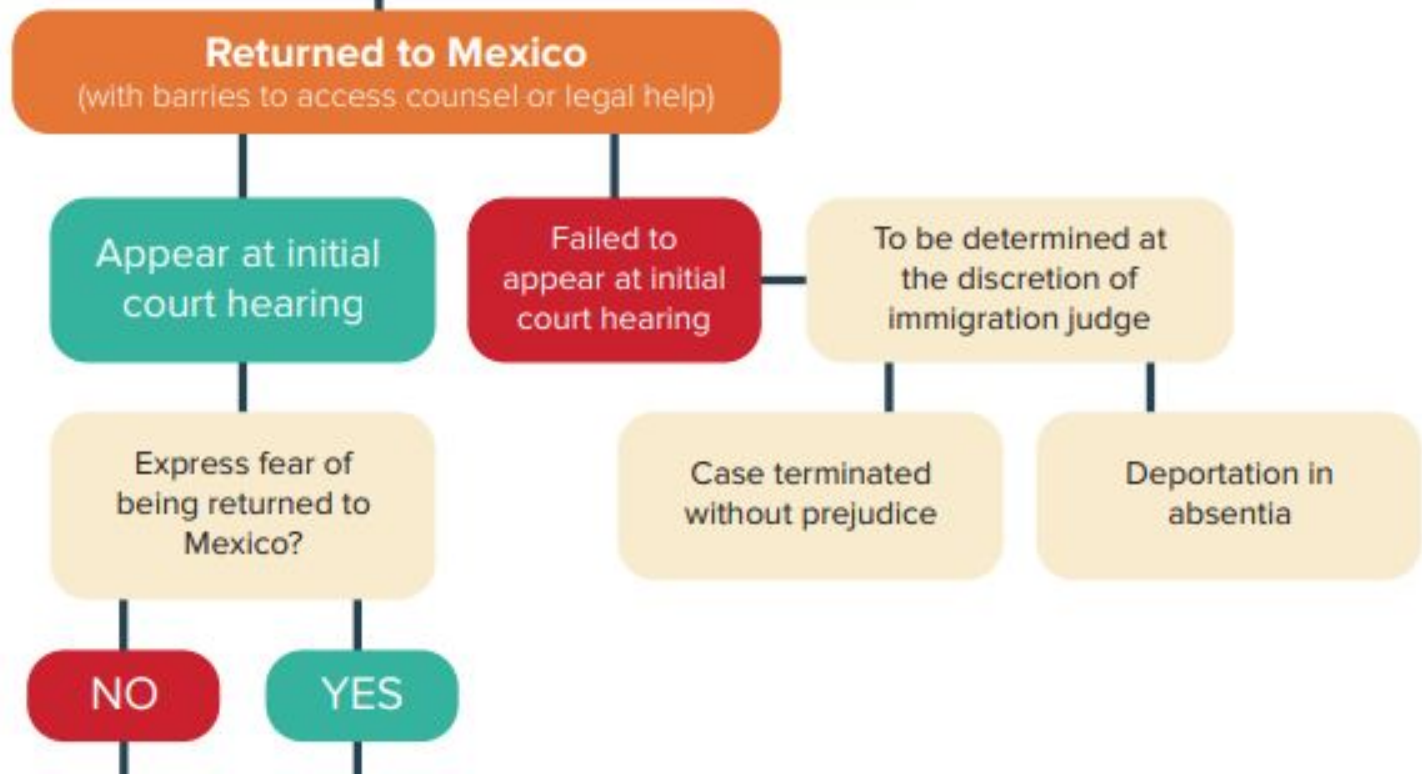 Returned to Mexico
(with barries to access counsel or legal help)
Appear at initial
court hearing
Failed to
appear at initial
court hearing
To be determined at
the discretion of
immigration judge
Express fear of
being returned to
Mexico?
Case terminated
without prejudice
Deportation in
absentia
NO
YES